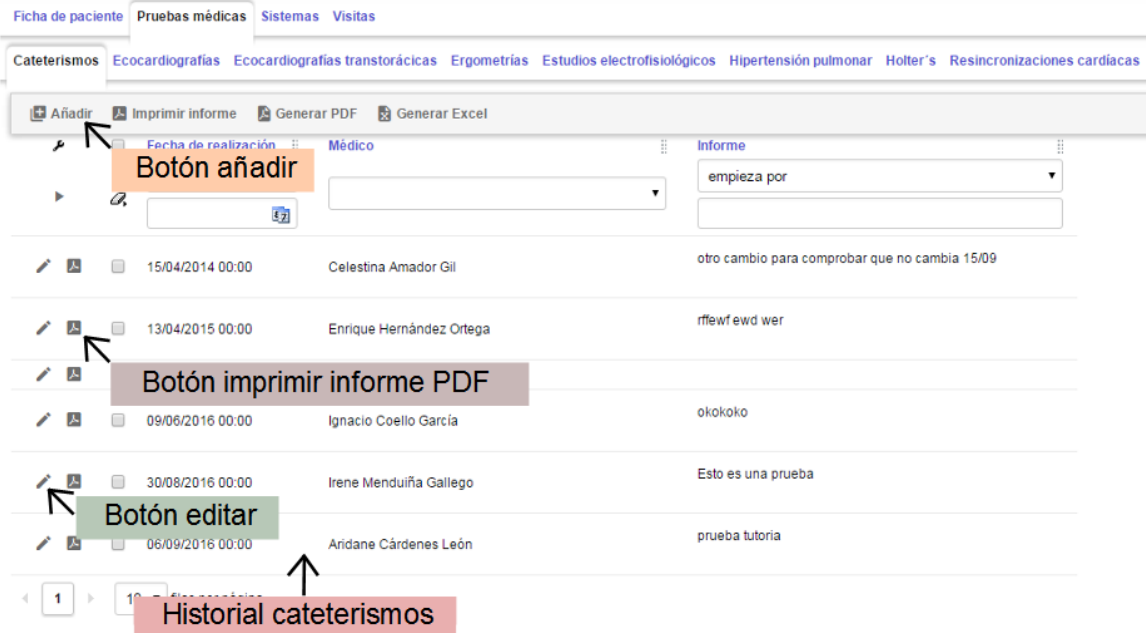 Ficha de paciente Pruebas médicas Sistemas Visitas
Cateterismos Ecocardiografías Ecocardiografías transtorácicas Ergometrías Estudios electrofisiológicos Hipertensión pulmonar Holter´s Resincronizaciones cardíacas
Añadir Imprimir informe Generar PDF Generar Excel
Fecha de realización Médico Informe
Botón añadir
empieza por
15/04/2014 00:00 Celestina Amador Gil otro cambio para comprobar que no cambia 15/09
13/04/2015 00:00 Enrique Hernández Ortega rffewf ewd wer
Botón imprimir informe PDF
09/06/2016 00:00 Ignacio Coello García okokoko
30/08/2016 00:00 Irene Menduiña Gallego Esto es una prueba
Botón editar
06/09/2016 00:00 Aridane Cárdenes León prueba tutoria
1
Historial cateterismos